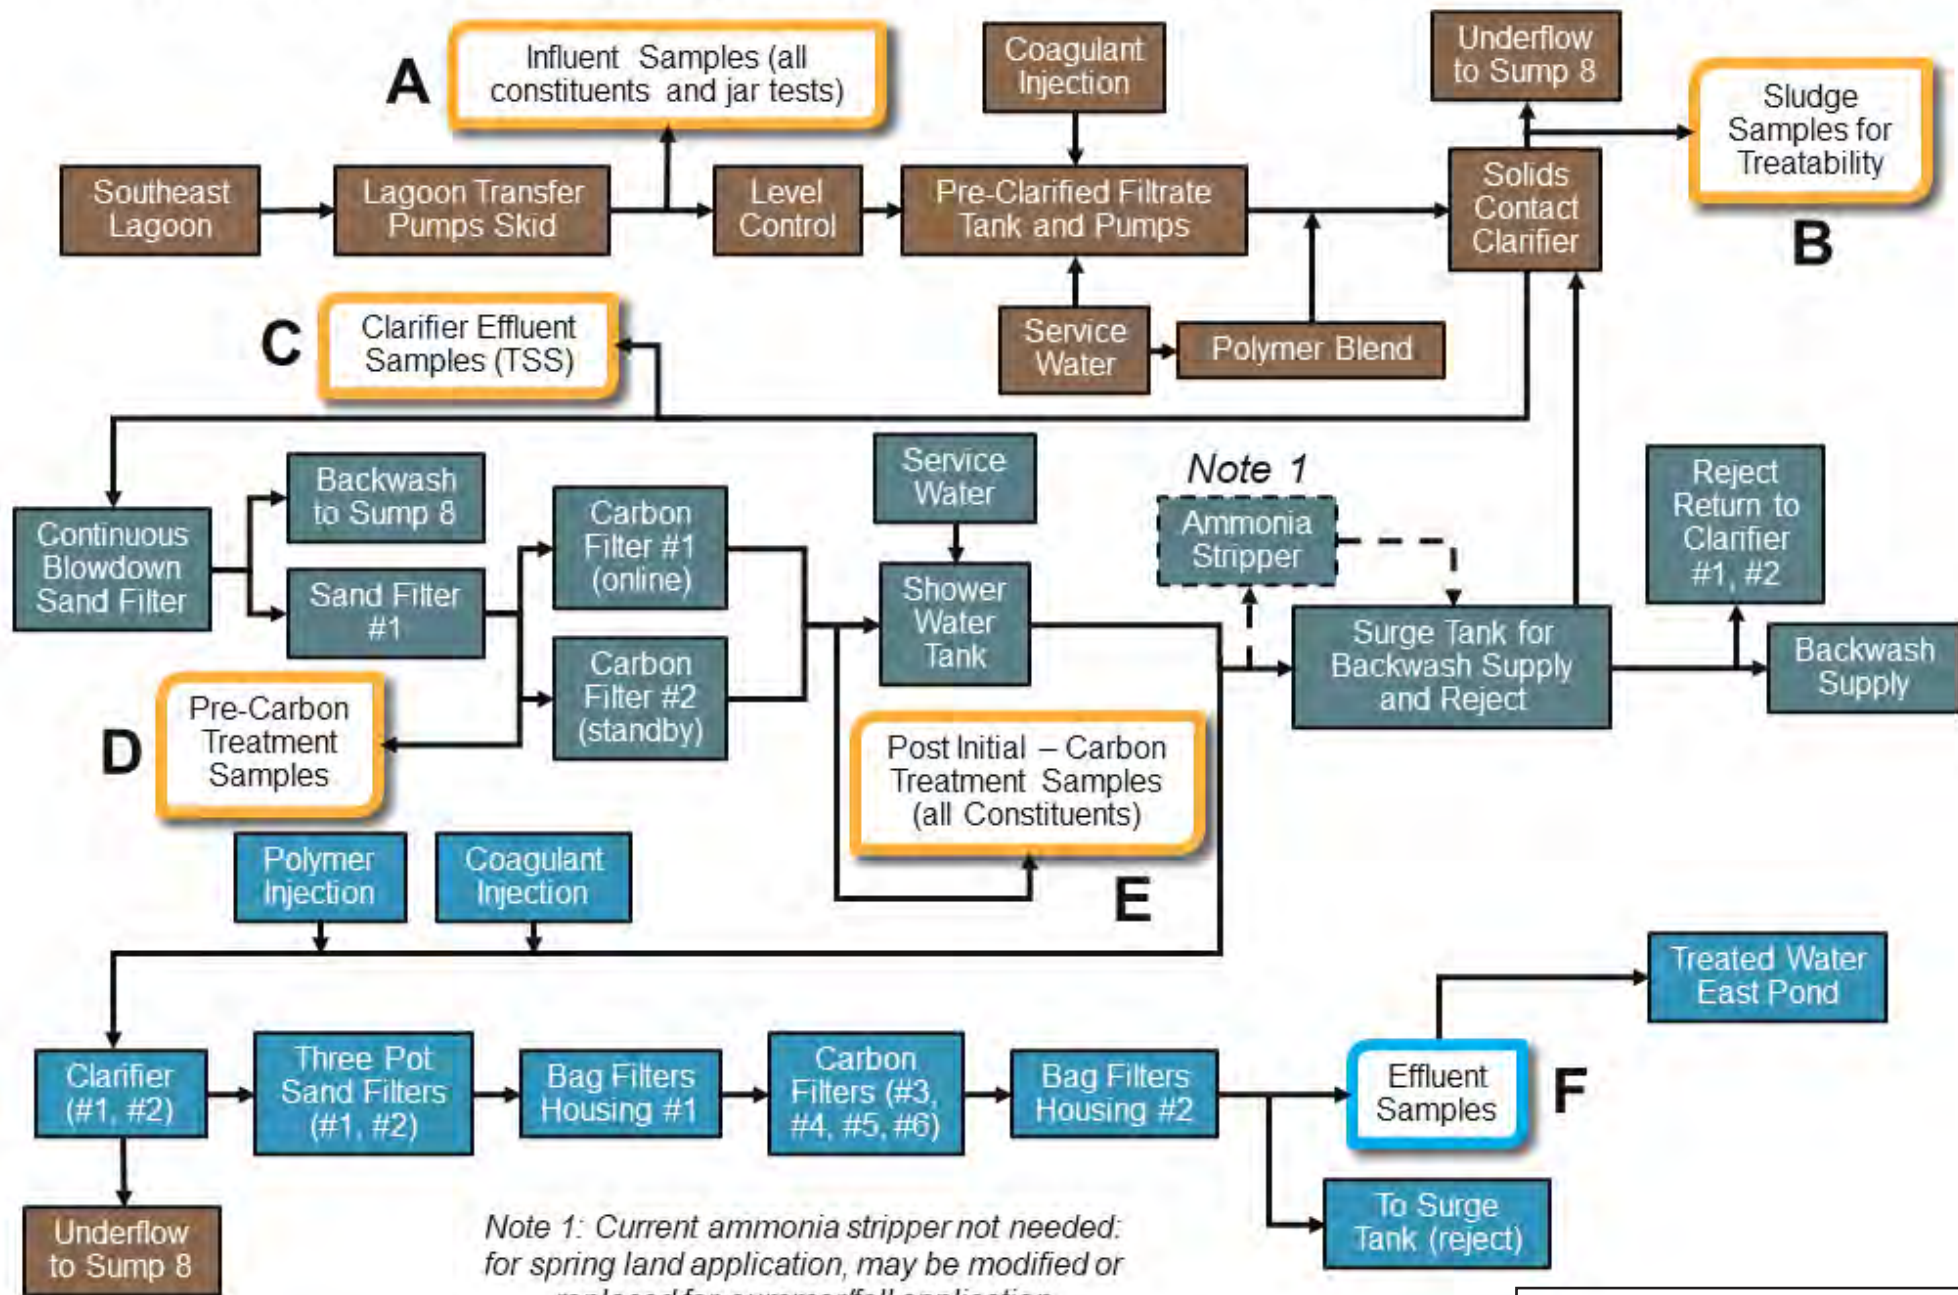 A
Influent Samples (all
constituents and jar tests)
Coagulant
Injection
Underflow
to Sump 8
Sludge
Samples for
Treatability
B
Southeast
Lagoon
Lagoon Transfer
Pumps Skid
Level
Control
Pre-Clarified Filtrate
Tank and Pumps
Solids
Contact
Clarifier
C
Clarifier Effluent
Samples (TSS)
Service
Water
Polymer Blend
Continuous
Blowdown
Sand Filter
Backwash
to Sump 8
Sand Filter
#1
Carbon
Filter #1
(online)
Carbon
Filter #2
(standby)
Service
Water
Shower
Water
Tank
Note 1
Ammonia
Stripper
Surge Tank for
Backwash Supply
and Reject
Reject
Return to
Clarifier
#1, #2
Backwash
Supply
D
Pre-Carbon
Treatment
Samples
Post Initial – Carbon
Treatment Samples
(all Constituents)
E
Polymer
Injection
Coagulant
Injection
Clarifier
(#1, #2)
Three Pot
Sand Filters
(#1, #2)
Bag Filters
Housing #1
Carbon
Filters (#3,
#4, #5, #6)
Bag Filters
Housing #2
Effluent
Samples
F
Treated Water
East Pond
To Surge
Tank (reject)
Underflow
to Sump 8
Note 1: Current ammonia stripper not needed:
for spring land application, may be modified or